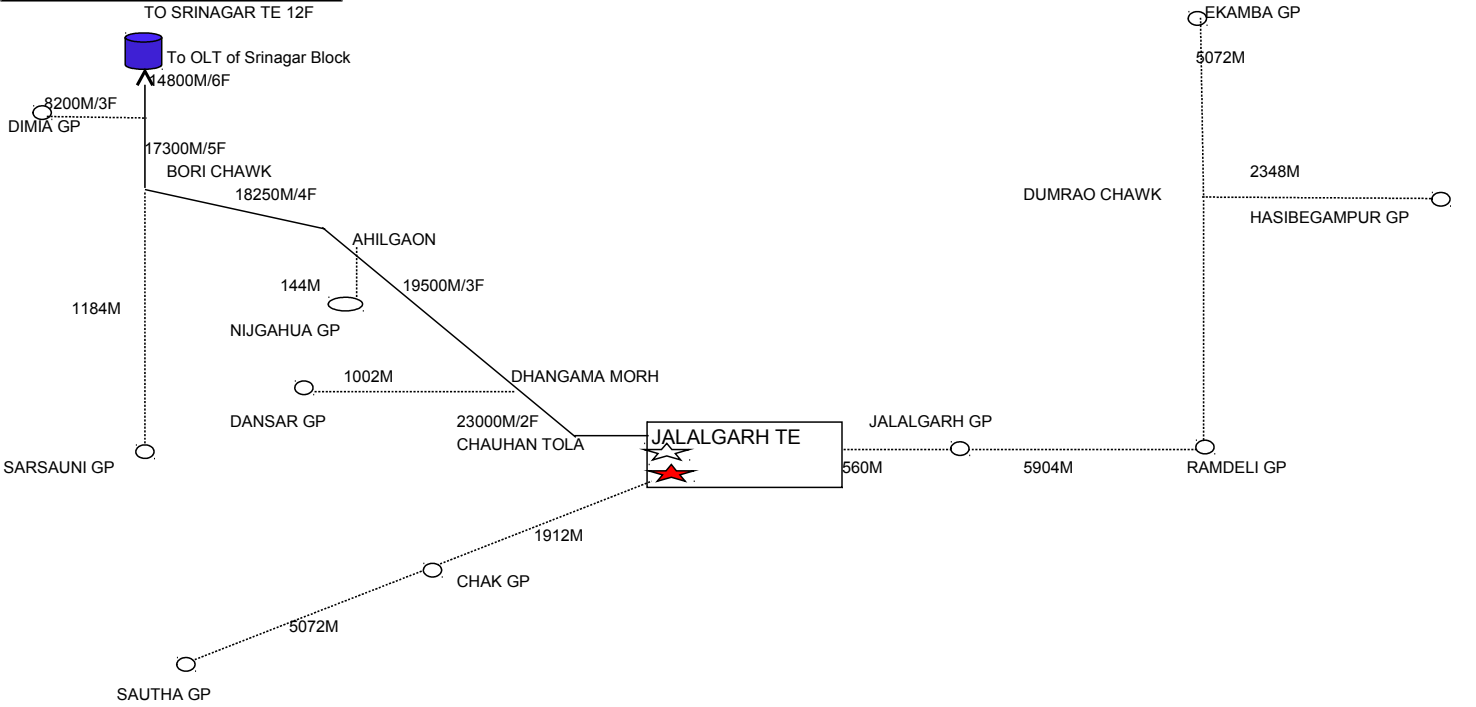 TO SRINAGAR TE 12F
EKAMBA GP
To OLT of Srinagar Block
5072M
14800M/6F
8200M/3F
DIMIA GP
17300M/5F
BORI CHAWK
2348M
18250M/4F
DUMRAO CHAWK
HASIBEGAMPUR GP
AHILGAON
144M
19500M/3F
1184M
NIJGAHUA GP
1002M
DHANGAMA MORH
DANSAR GP
23000M/2F
JALALGARH GP
CHAUHAN TOLA
JALALGARH TE
SARSAUNI GP
560M
5904M
RAMDELI GP
1912M
CHAK GP
5072M
SAUTHA GP